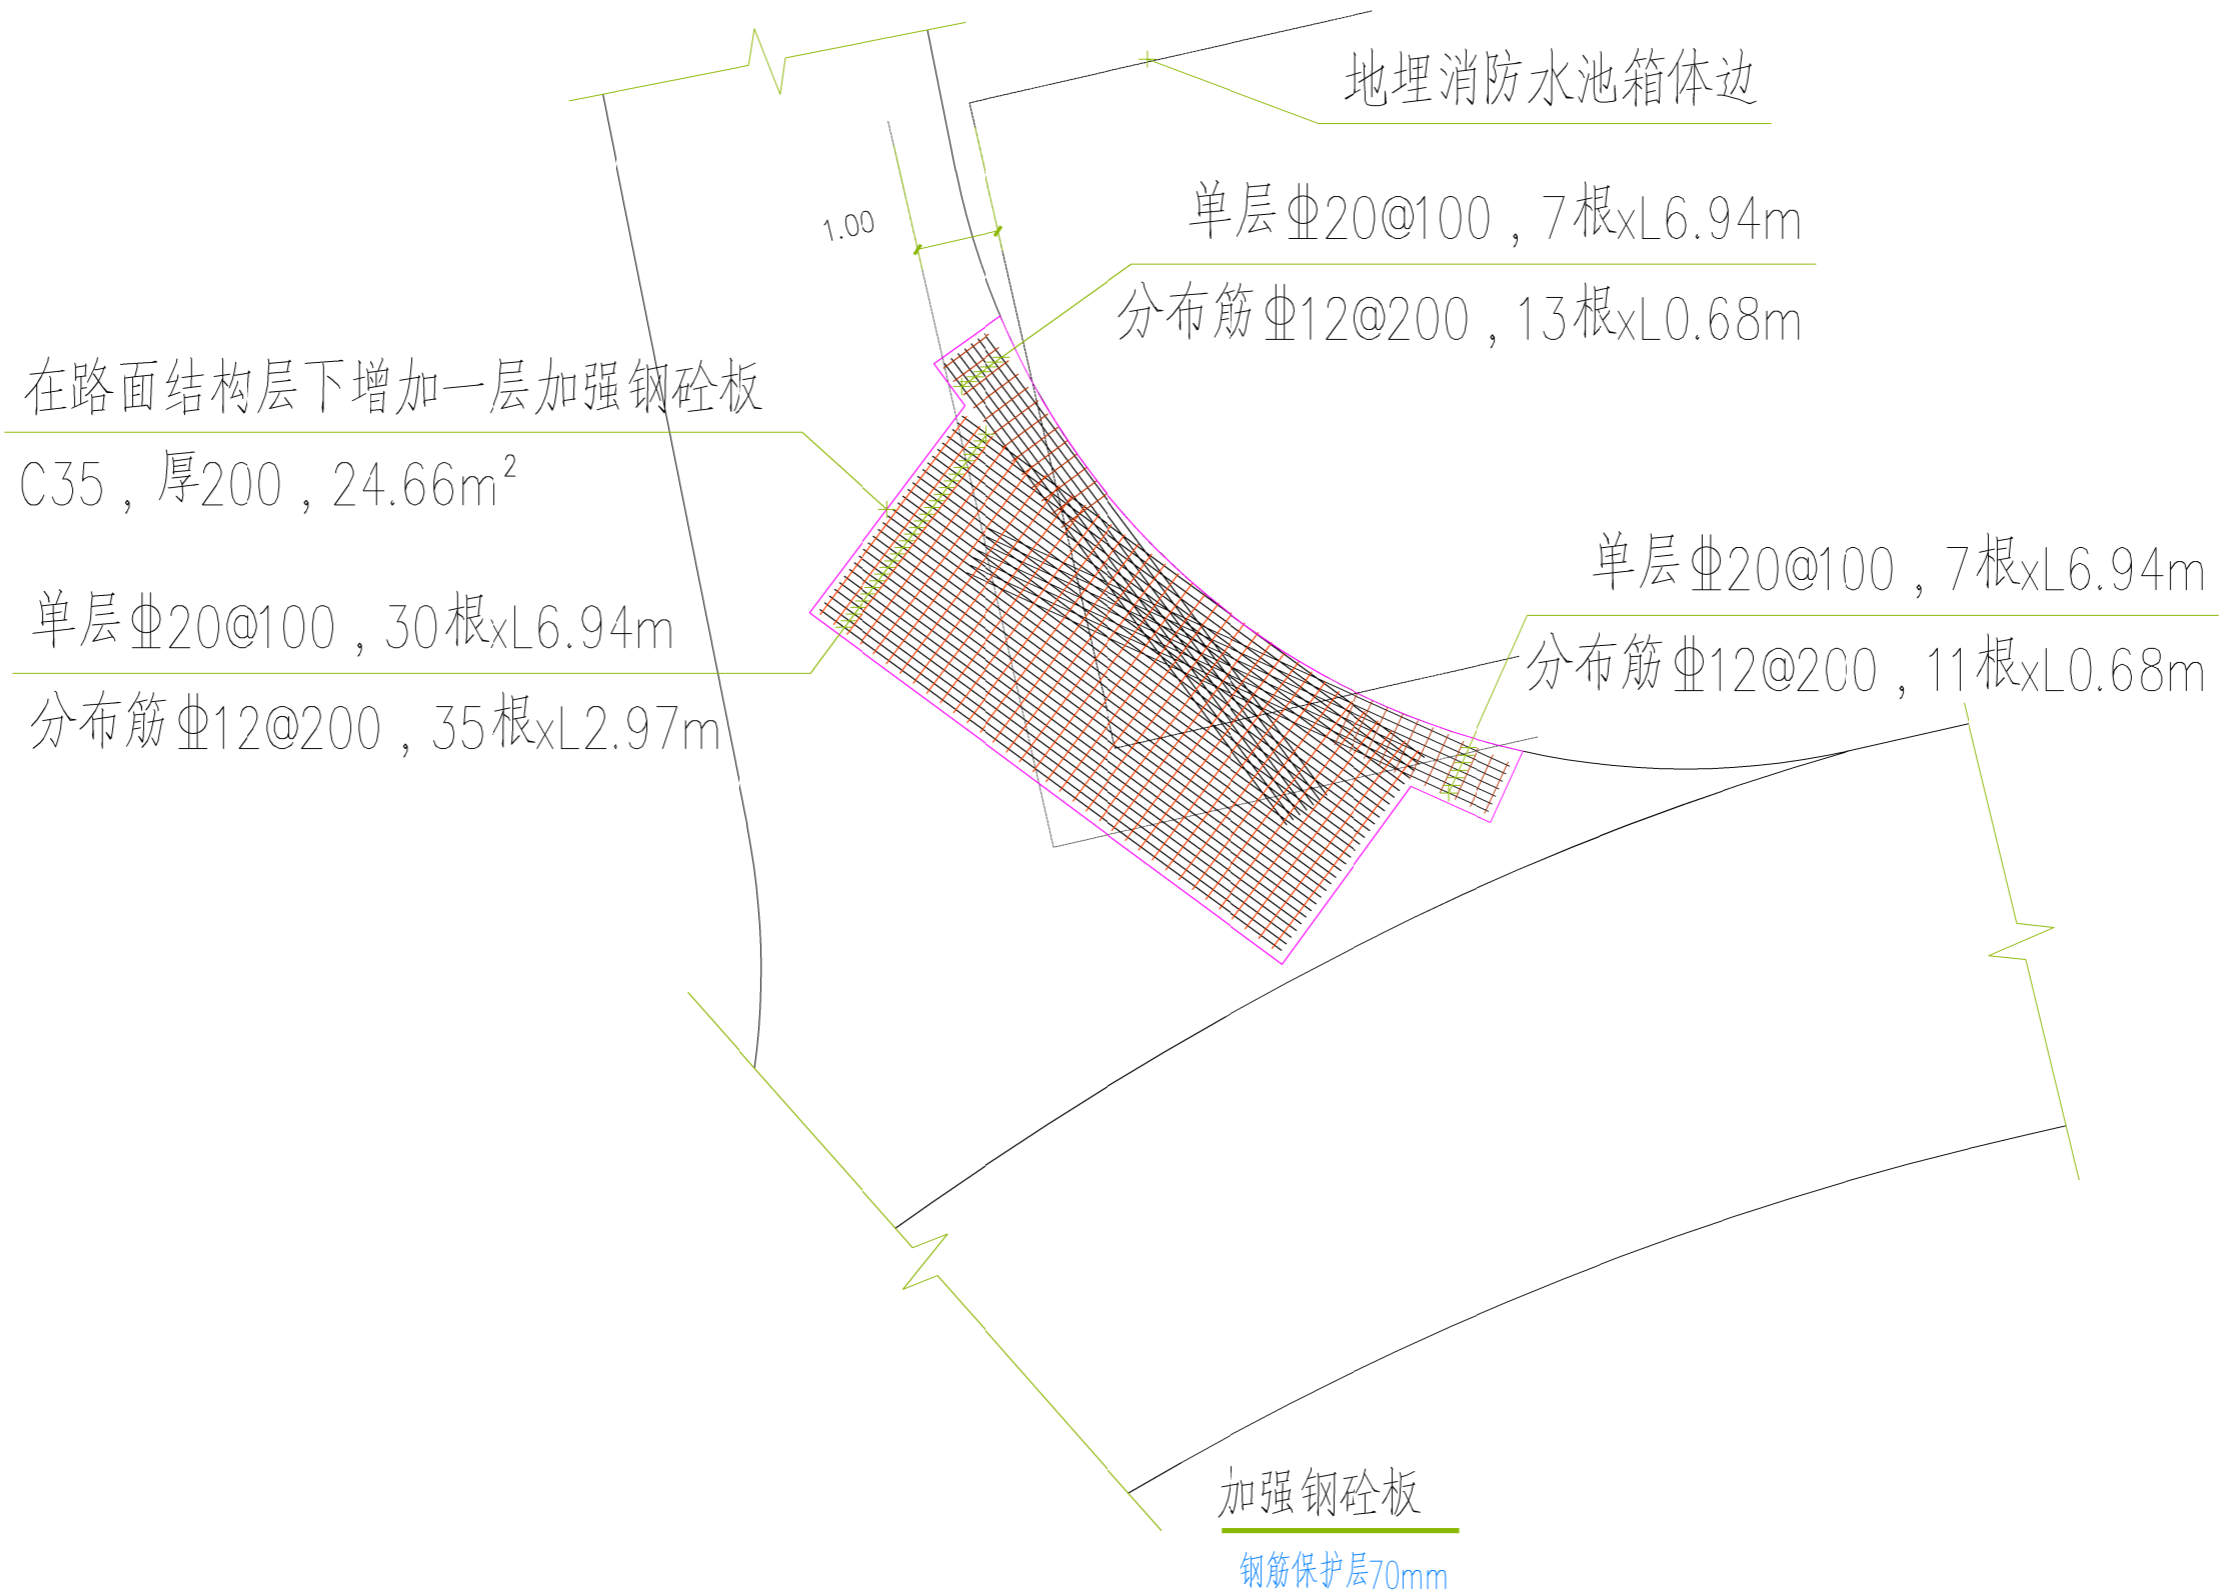 地埋消防水池箱体边
1.00
单层⏀20@100，7根xL6.94m
分布筋⏀12@200，13根xL0.68m
在路面结构层下增加一层加强钢砼板
C35，厚200，24.66m²
单层⏀20@100，30根xL6.94m
分布筋⏀12@200，35根xL2.97m
单层⏀20@100，7根xL6.94m
分布筋⏀12@200，11根xL0.68m
加强钢砼板
钢筋保护层70mm